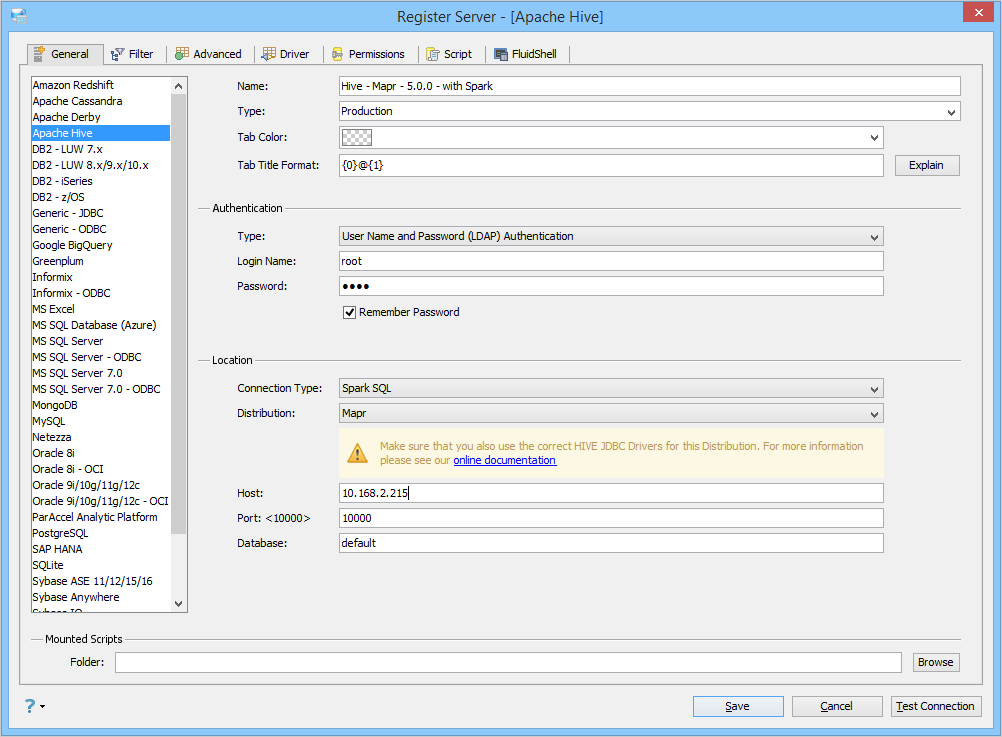 Register Server - [Apache Hive]
General Filter Advanced Driver Permissions Script FluidShell
Amazon Redshift
Apache Cassandra
Apache Derby
Apache Hive
DB2 - LUW 7.x
DB2 - LUW 8.x/9.x/10.x
DB2 - iSeries
DB2 - z/OS
Generic - JDBC
Generic - ODBC
Google BigQuery
Greenplum
Informix
Informix - ODBC
MS Excel
MS SQL Database (Azure)
MS SQL Server
MS SQL Server - ODBC
MS SQL Server 7.0
MS SQL Server 7.0 - ODBC
MongoDB
MySQL
Netezza
Oracle 8i
Oracle 8i - OCI
Oracle 9i/10g/11g/12c
Oracle 9i/10g/11g/12c - OCI
ParAccel Analytic Platform
PostgreSQL
SAP HANA
SQLite
Sybase ASE 11/12/15/16
Sybase Anywhere
Sybase IQ
Name: Hive - Mapr - 5.0.0 - with Spark
Type: Production
Tab Color:
Tab Title Format: {0}@{1} Explain
Authentication
Type: User Name and Password (LDAP) Authentication
Login Name: root
Password: ●●●●
Remember Password
Location
Connection Type: Spark SQL
Distribution: Mapr
Make sure that you also use the correct HIVE JDBC Drivers for this Distribution. For more information
please see our online documentation
Host: 10.168.2.215
Port: <10000> 10000
Database: default
Mounted Scripts
Folder: Browse
? Save Cancel Test Connection